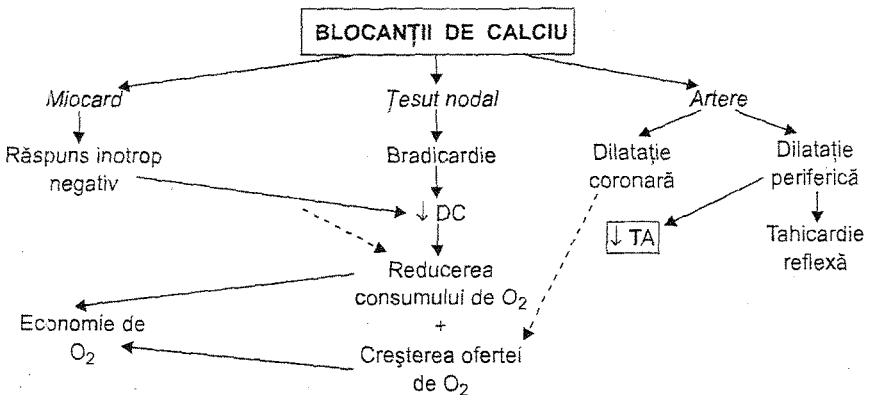 BLOCANȚII DE CALCIU
Miocard
Țesut nodal
Artere
Răspuns inotrop
negativ
Bradicardie
Dilatație
coronară
Dilatație
periferică
↓ DC
↓ TA
Tahicardie
reflexă
Reducerea
consumului de O₂
+
Economie de
O₂
Creșterea ofertei
de O₂